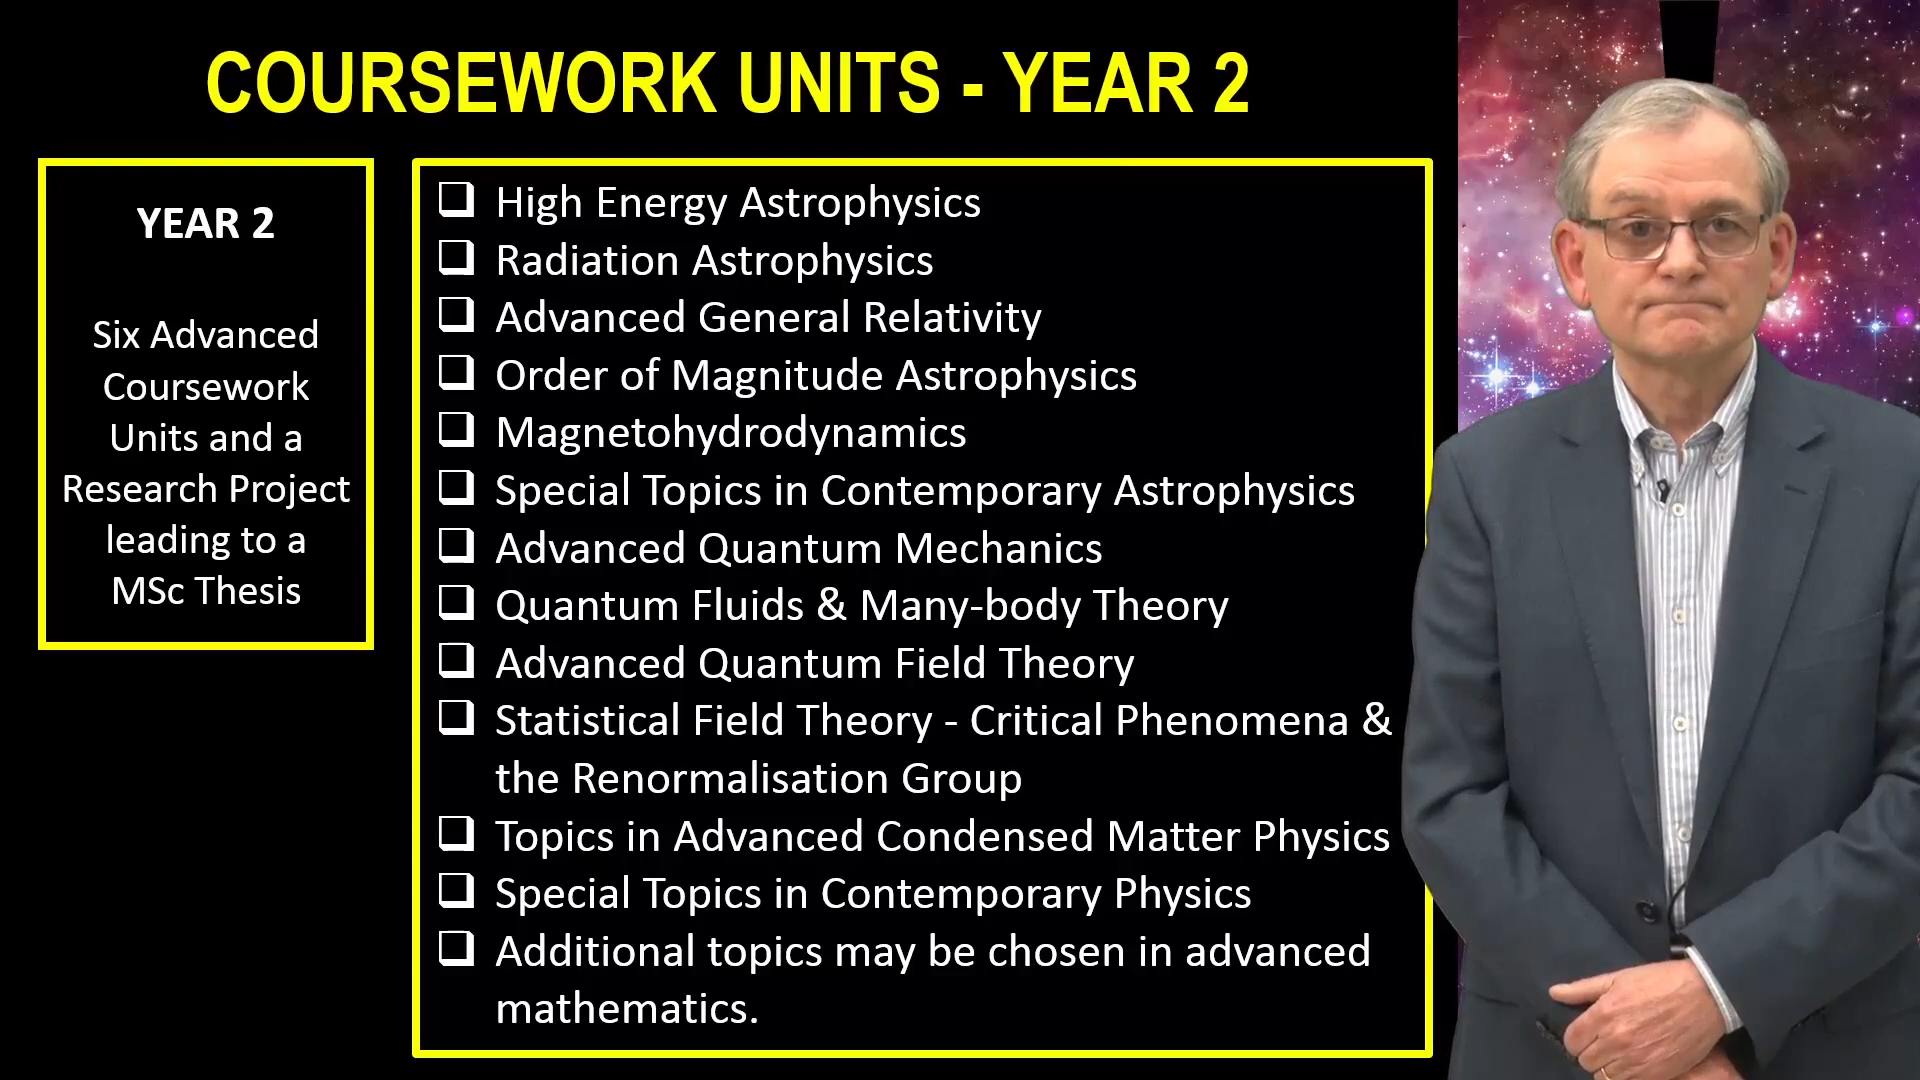 COURSEWORK UNITS - YEAR 2
YEAR 2
Six Advanced
Coursework
Units and a
Research Project
leading to a
MSc Thesis
High Energy Astrophysics
Radiation Astrophysics
Advanced General Relativity
Order of Magnitude Astrophysics
Magnetohydrodynamics
Special Topics in Contemporary Astrophysics
Advanced Quantum Mechanics
Quantum Fluids & Many-body Theory
Advanced Quantum Field Theory
Statistical Field Theory - Critical Phenomena &
the Renormalisation Group
Topics in Advanced Condensed Matter Physics
Special Topics in Contemporary Physics
Additional topics may be chosen in advanced
mathematics.